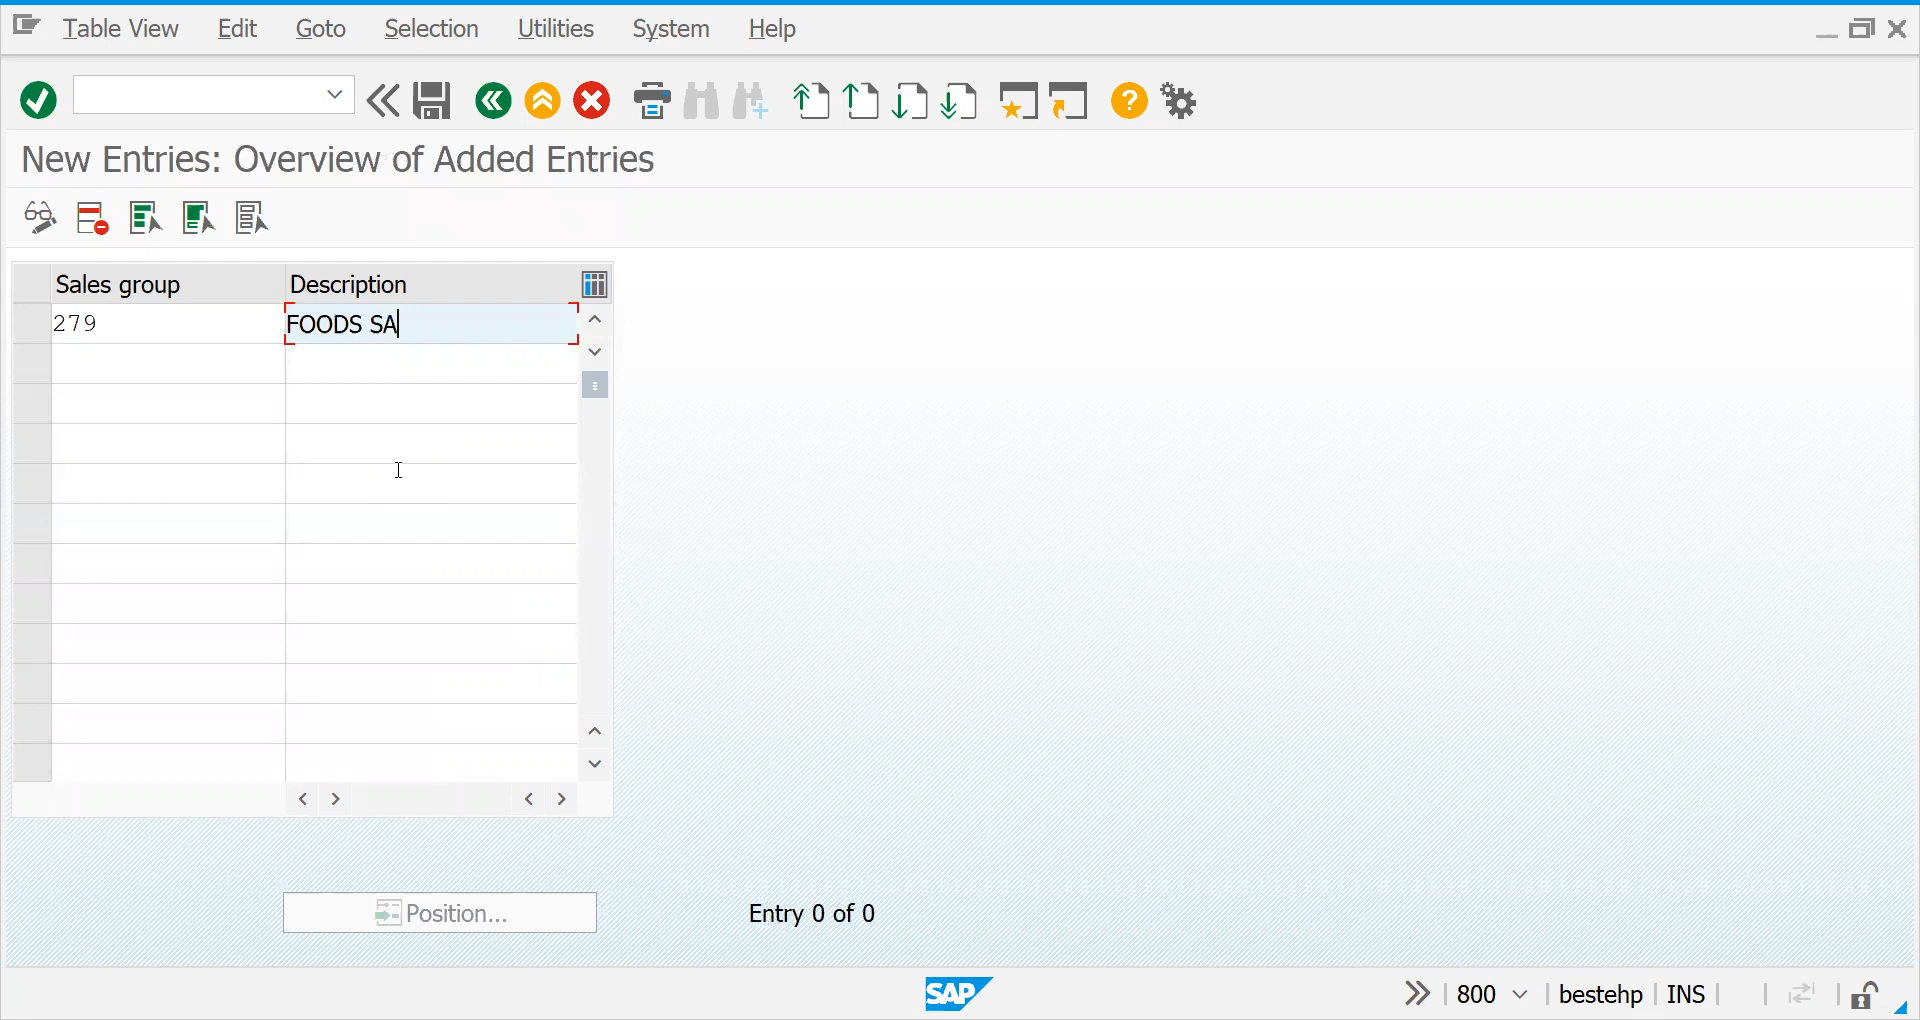 Table View Edit Goto Selection Utilities System Help
New Entries: Overview of Added Entries
Sales group Description
279 FOODS SA
Position... Entry 0 of 0
SAP 800 bestehp INS